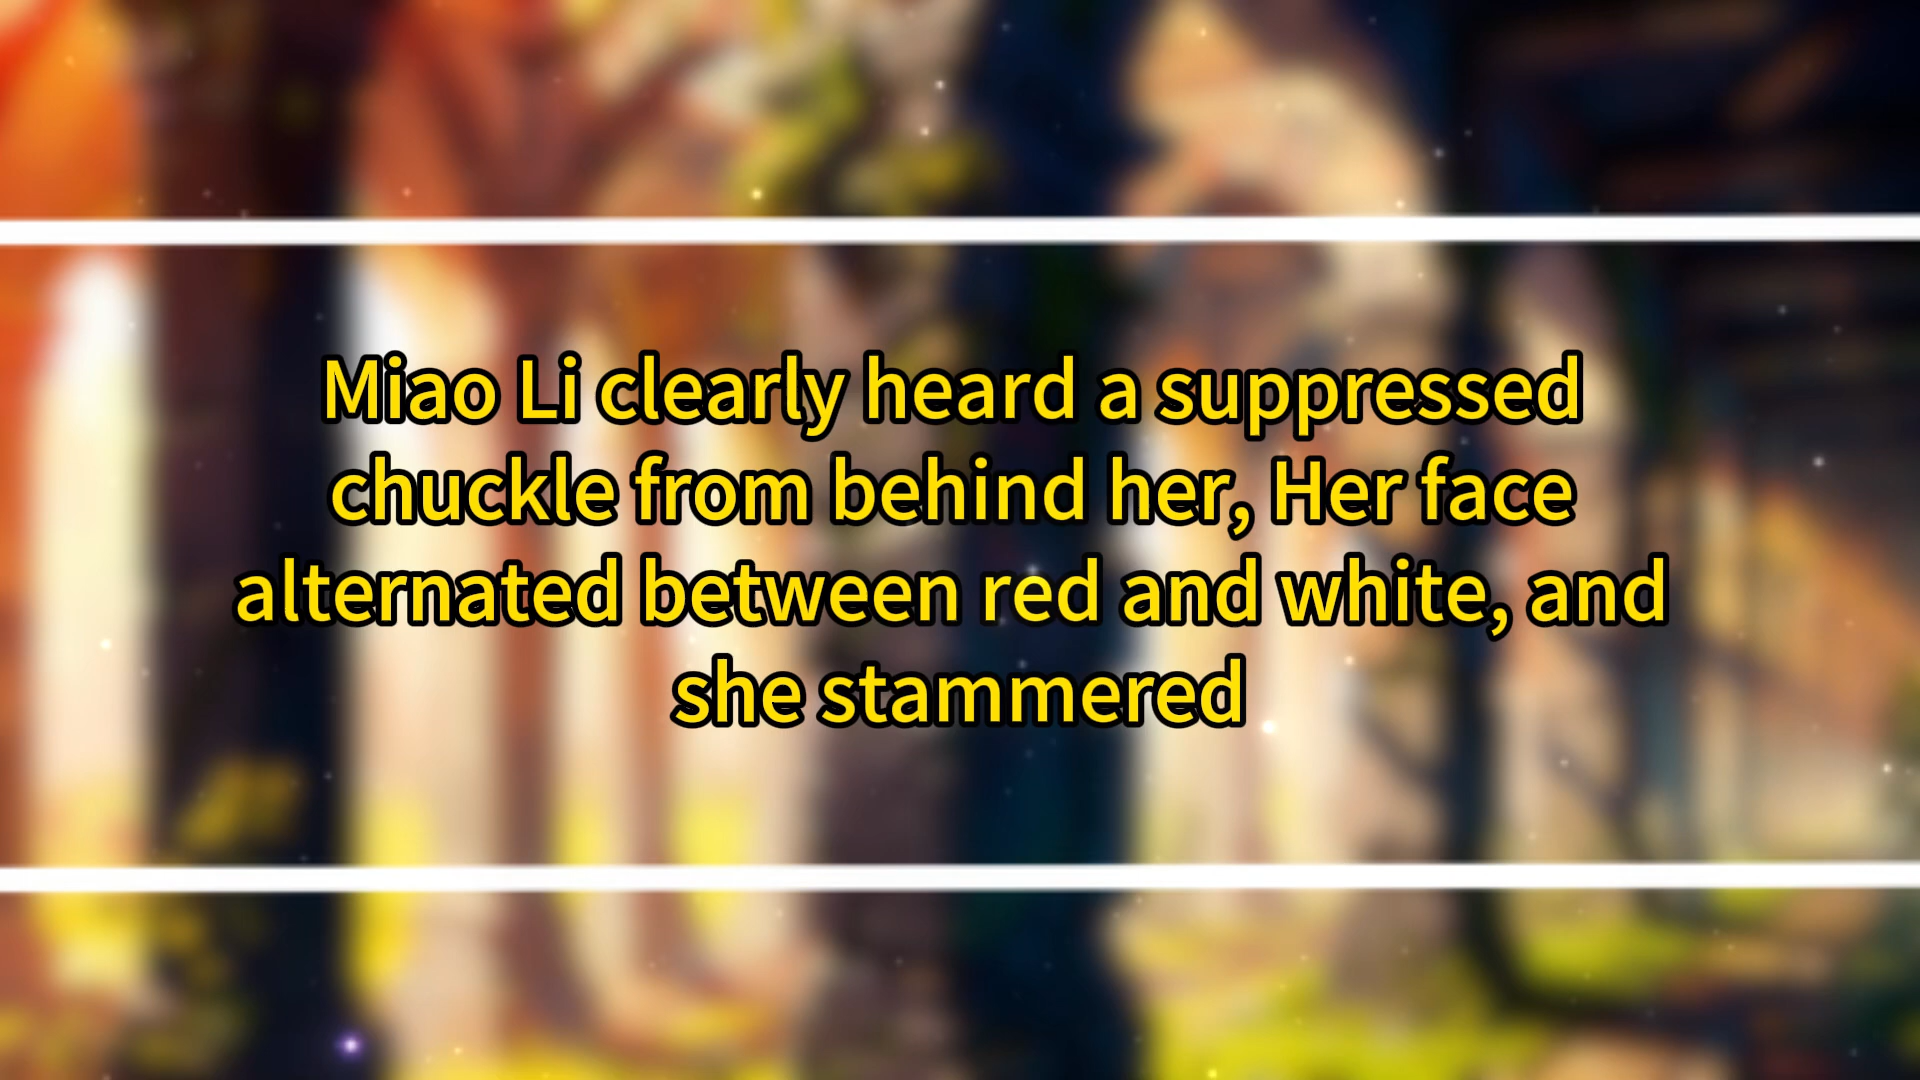 Miao Li clearly heard a suppressed
chuckle from behind her, Her face
alternated between red and white, and
she stammered